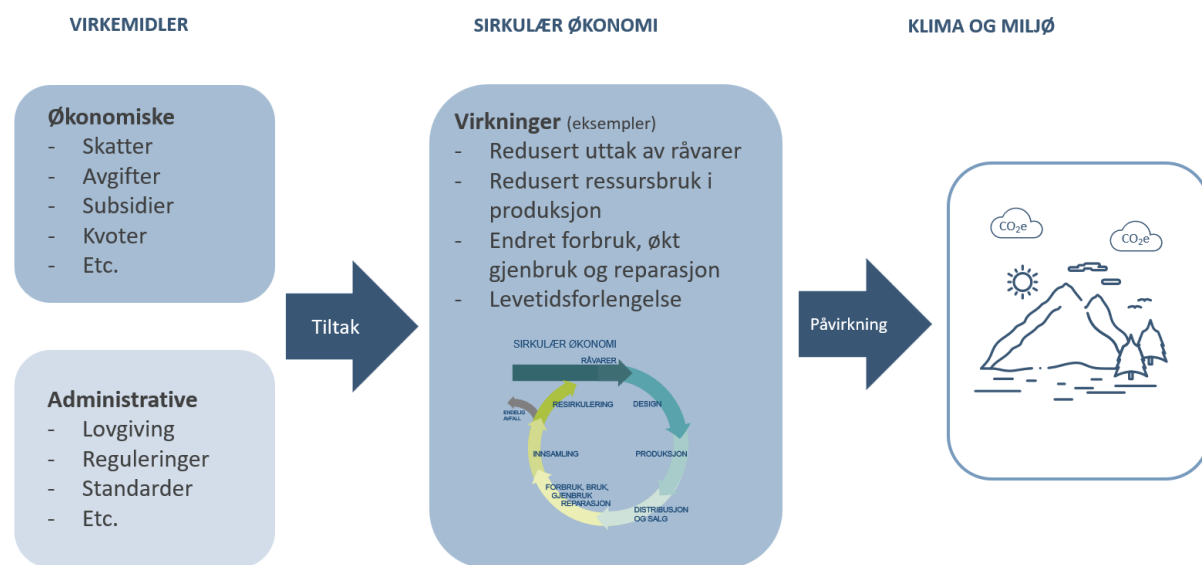 VIRKEMIDLER
SIRKULÆR ØKONOMI
KLIMA OG MILJØ
Økonomiske
- Skatter
- Avgifter
- Subsidier
- Kvoter
- Etc.
Administrative
- Lovgiving
- Reguleringer
- Standarder
- Etc.
Tiltak
Virkninger (eksempler)
- Redusert uttak av råvarer
- Redusert ressursbruk i
produksjon
- Endret forbruk, økt
gjenbruk og reparasjon
- Levetidsforlengelse
SIRKULÆR ØKONOMI
RÅVARER
DESIGN
PRODUKSJON
DISTRIBUSJON
OG SALG
FORBRUK, BRUK,
GJENBRUK
REPARASJON
INNSAMLING
ENDELIG
AVFALL
RESIRKULERING
Påvirkning
CO₂e
CO₂e